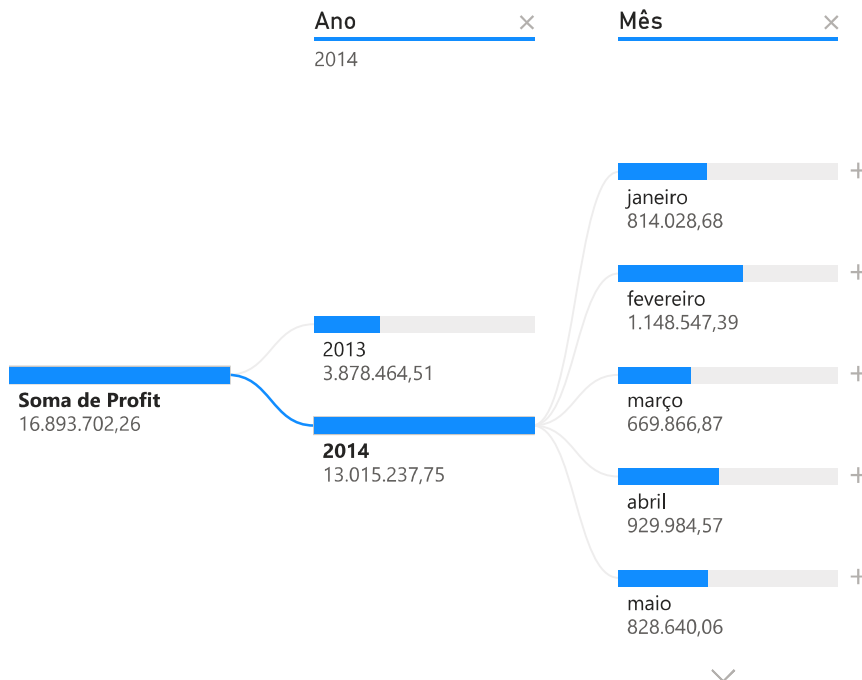 Ano
2014
Mês
Soma de Profit
16.893.702,26
2013
3.878.464,51
2014
13.015.237,75
janeiro
814.028,68
fevereiro
1.148.547,39
março
669.866,87
abril
929.984,57
maio
828.640,06